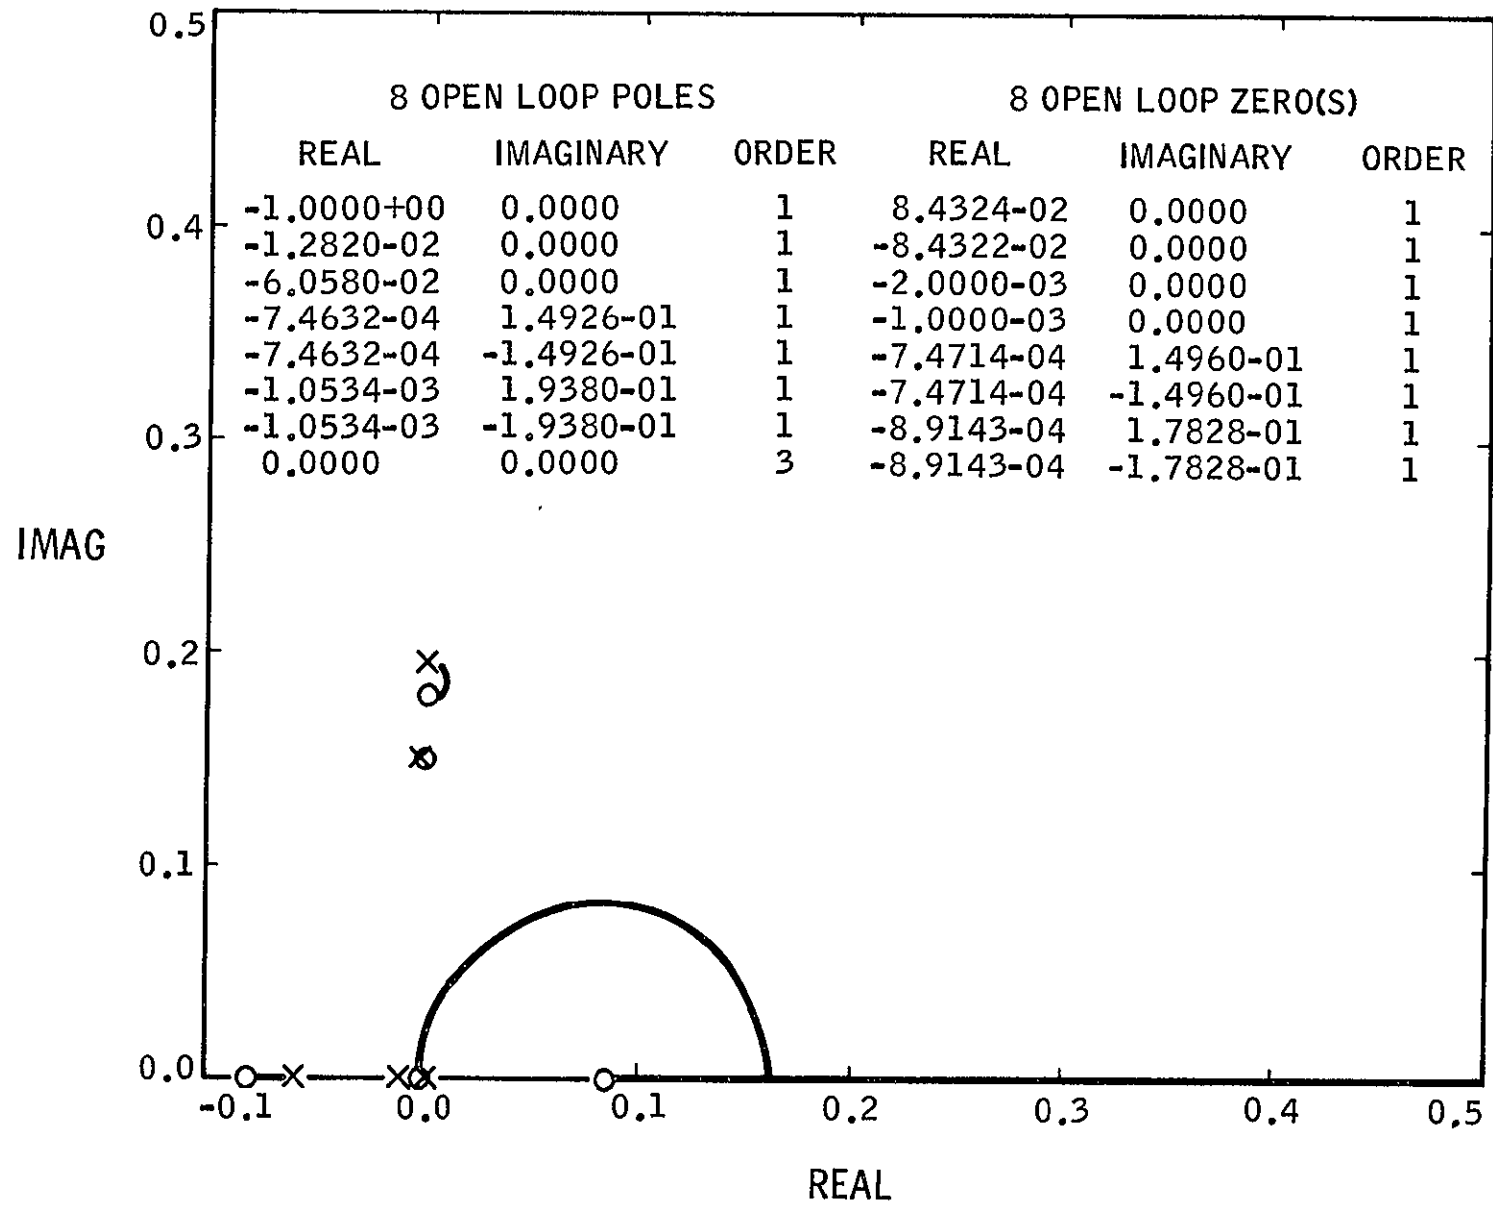 0.5
8 OPEN LOOP POLES 8 OPEN LOOP ZERO(S)
REAL IMAGINARY ORDER REAL IMAGINARY ORDER
-1.0000+00 0.0000 1 8.4324-02 0.0000 1
0.4
-1.2820-02 0.0000 1 -8.4322-02 0.0000 1
-6.0580-02 0.0000 1 -2.0000-03 0.0000 1
-7.4632-04 1.4926-01 1 -1.0000-03 0.0000 1
-7.4632-04 -1.4926-01 1 -7.4714-04 1.4960-01 1
-1.0534-03 1.9380-01 1 -7.4714-04 -1.4960-01 1
0.3
-1.0534-03 -1.9380-01 1 -8.9143-04 1.7828-01 1
0.0000 0.0000 3 -8.9143-04 -1.7828-01 1
IMAG
0.2
0.1
0.0
-0.1 0.0 0.1 0.2 0.3 0.4 0.5
REAL